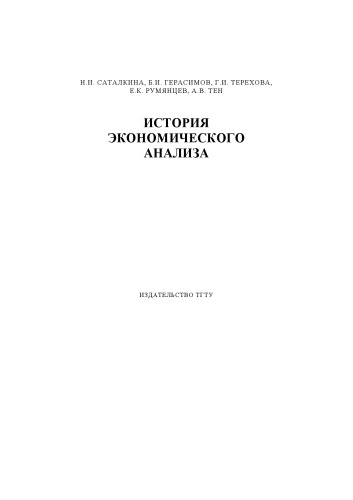 Н.И. САТАЛКИНА, Б.И. ГЕРАСИМОВ, Г.И. ТЕРЕХОВА,
Е.К. РУМЯНЦЕВ, А.В. ТЕН
ИСТОРИЯ
ЭКОНОМИЧЕСКОГО
АНАЛИЗА
ИЗДАТЕЛЬСТВО ТГТУ